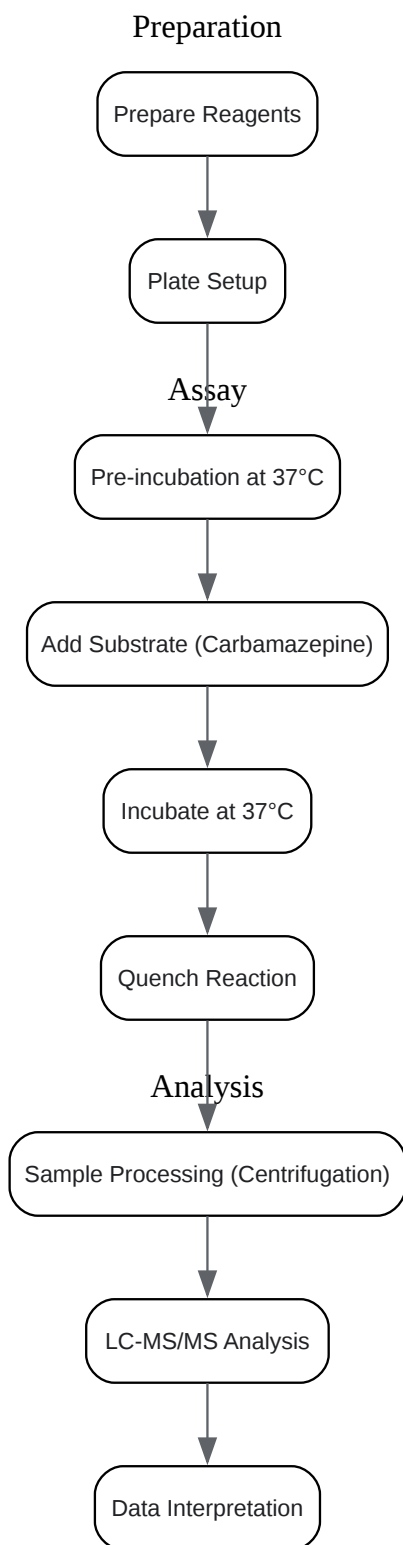 Preparation
Prepare Reagents
Plate Setup
Assay
Pre-incubation at 37°C
Add Substrate (Carbamazepine)
Incubate at 37°C
Quench Reaction
Analysis
Sample Processing (Centrifugation)
LC-MS/MS Analysis
Data Interpretation